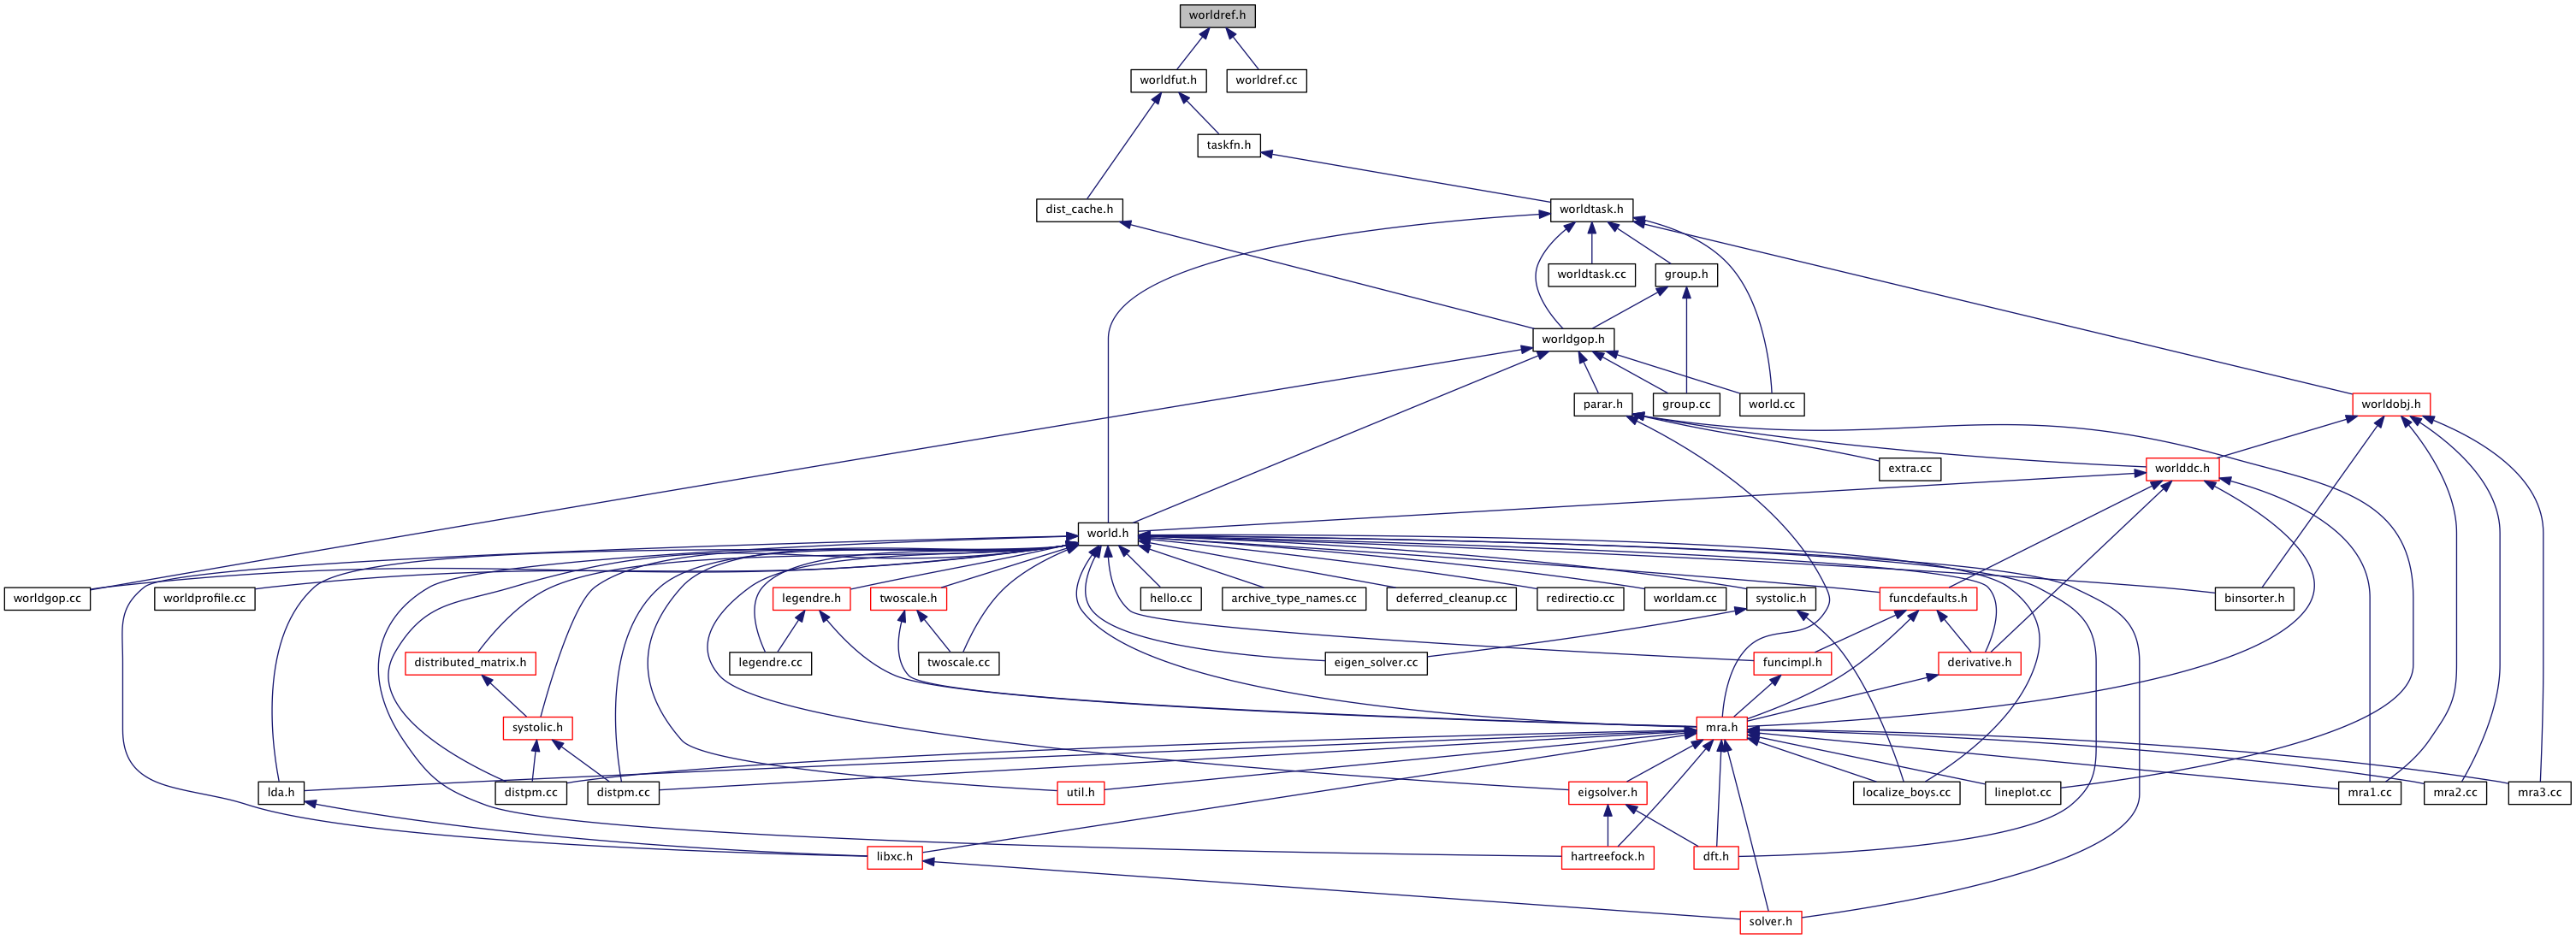 worldref.h
worldfut.h
worldref.cc
taskfn.h
dist_cache.h
worldtask.h
worldtask.cc
group.h
worldgop.h
parar.h
group.cc
world.cc
worldobj.h
extra.cc
worlddc.h
world.h
worldgop.cc
worldprofile.cc
legendre.h
twoscale.h
hello.cc
archive_type_names.cc
deferred_cleanup.cc
redirectio.cc
worldam.cc
systolic.h
funcdefaults.h
binsorter.h
distributed_matrix.h
legendre.cc
twoscale.cc
eigen_solver.cc
funcimpl.h
derivative.h
systolic.h
mra.h
lda.h
distpm.cc
distpm.cc
util.h
eigsolver.h
localize_boys.cc
lineplot.cc
mra1.cc
mra2.cc
mra3.cc
libxc.h
hartreefock.h
dft.h
solver.h